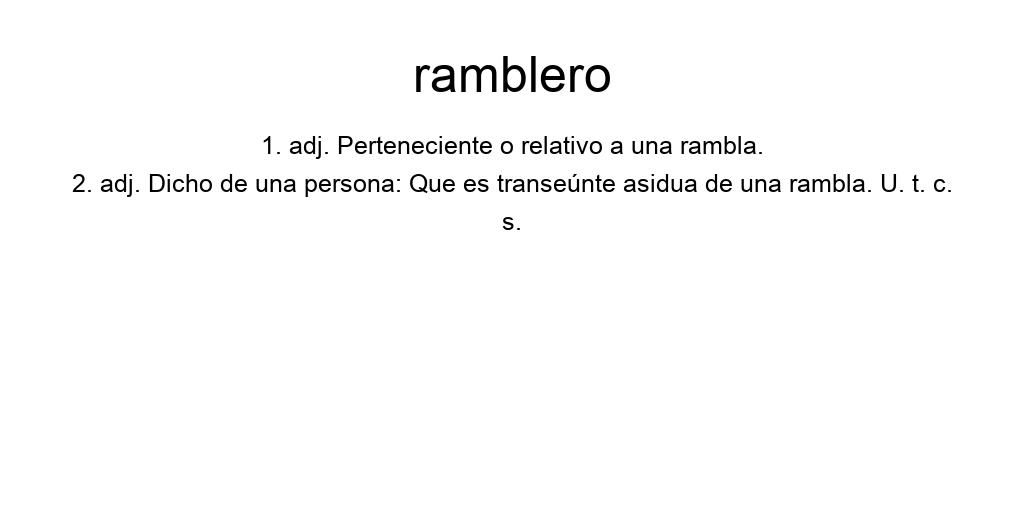 ramblero
1. adj. Perteneciente o relativo a una rambla.
2. adj. Dicho de una persona: Que es transeúnte asidua de una rambla. U. t. c.
s.